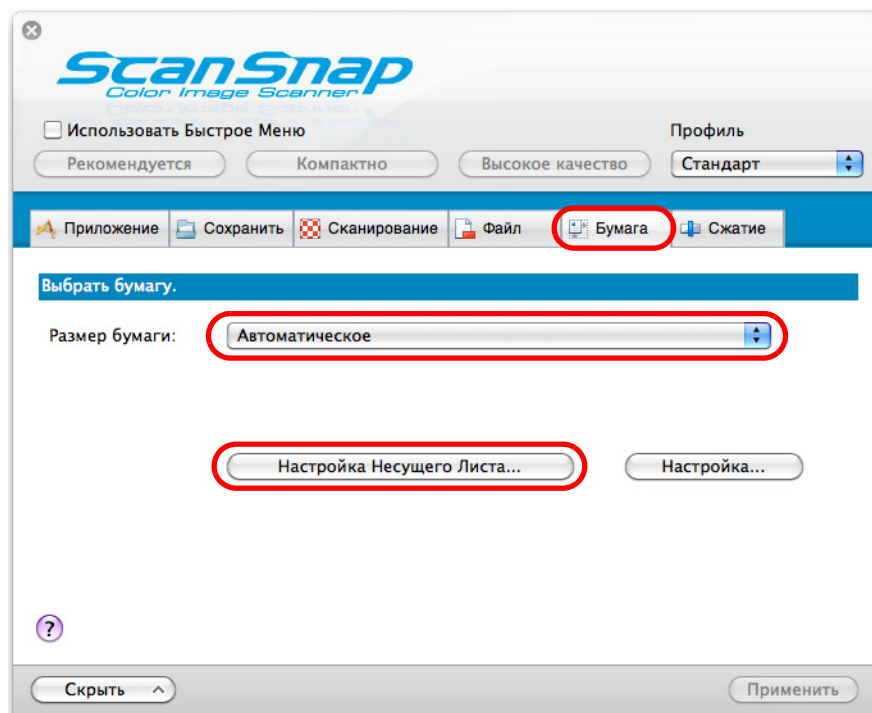 ScanSnap
Color Image Scanner
Использовать Быстрое Меню
Профиль
Рекомендуется Компактно Высокое качество Стандарт
Приложение Сохранить Сканирование Файл Бумага Сжатие
Выбрать бумагу.
Размер бумаги: Автоматическое
Настройка Несущего Листа... Настройка...
?
Скрыть Применить